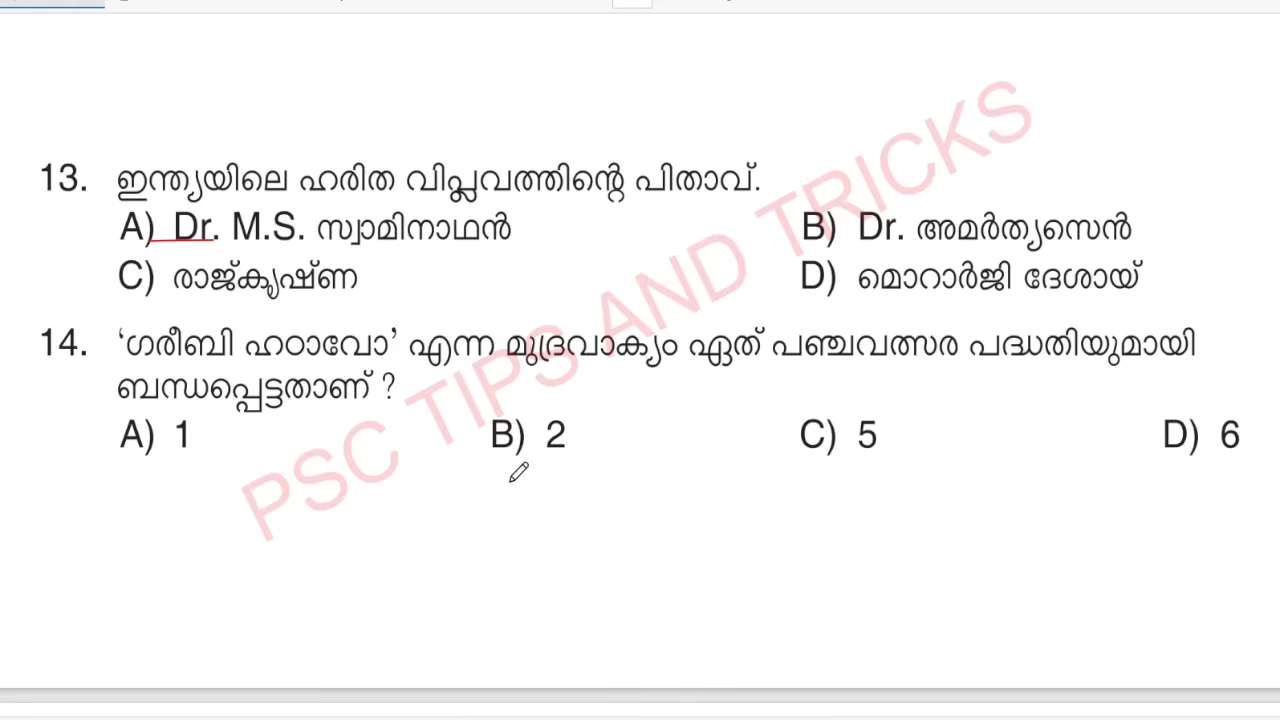 13. ഇന്ത്യയിലെ ഹരിത വിപ്ലവത്തിന്റെ പിതാവ്.
A) Dr. M.S. സ്വാമിനാഥൻ B) Dr. അമർത്യസെൻ
C) രാജ്കൃഷ്ണ D) മൊറാർജി ദേശായ്
14. ‘ഗരീബി ഹഠാവോ’ എന്ന മുദ്രവാക്യം ഏത് പഞ്ചവത്സര പദ്ധതിയുമായി
ബന്ധപ്പെട്ടതാണ് ?
A) 1 B) 2 C) 5 D) 6
PSC TIPS AND TRICKS